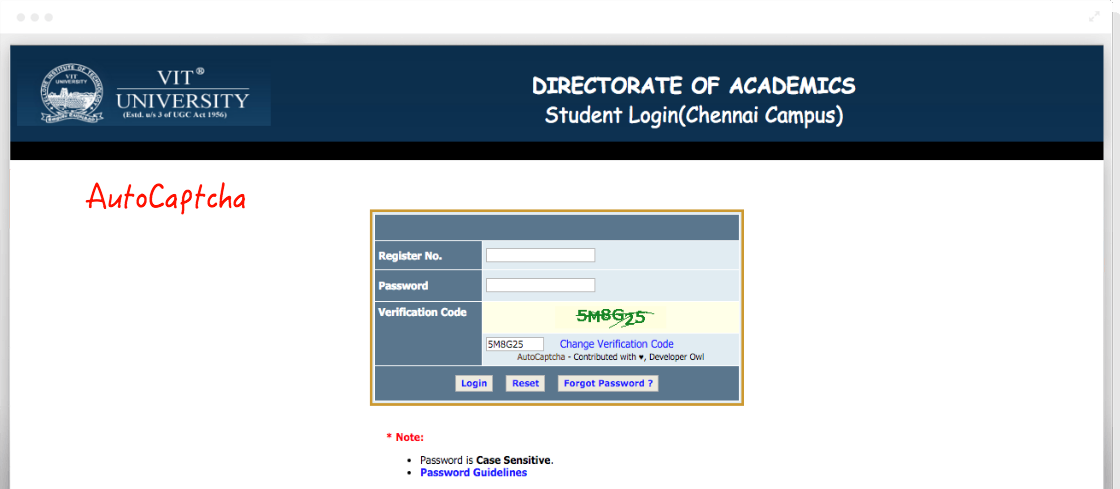 VIT®
UNIVERSITY
(Estd. u/s 3 of UGC Act 1956)
DIRECTORATE OF ACADEMICS
Student Login(Chennai Campus)
AutoCaptcha
Register No.
Password
Verification Code
5M8G25
5M8G25 Change Verification Code
AutoCaptcha - Contributed with ♥, Developer Owl
Login Reset Forgot Password ?
* Note:
• Password is Case Sensitive.
• Password Guidelines